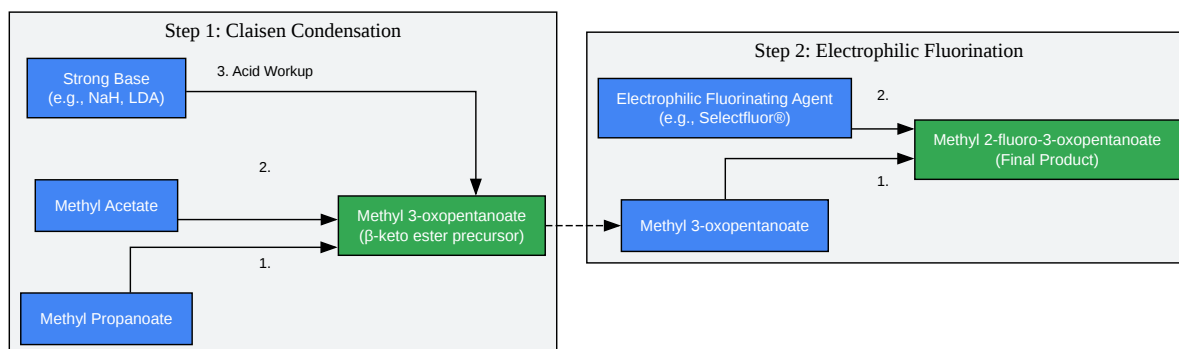 Step 1: Claisen Condensation
Strong Base
(e.g., NaH, LDA)
3. Acid Workup
2.
Methyl Acetate
Methyl 3-oxopentanoate
(β-keto ester precursor)
1.
Methyl Propanoate
Step 2: Electrophilic Fluorination
Electrophilic Fluorinating Agent
(e.g., Selectfluor®)
2.
Methyl 2-fluoro-3-oxopentanoate
(Final Product)
1.
Methyl 3-oxopentanoate